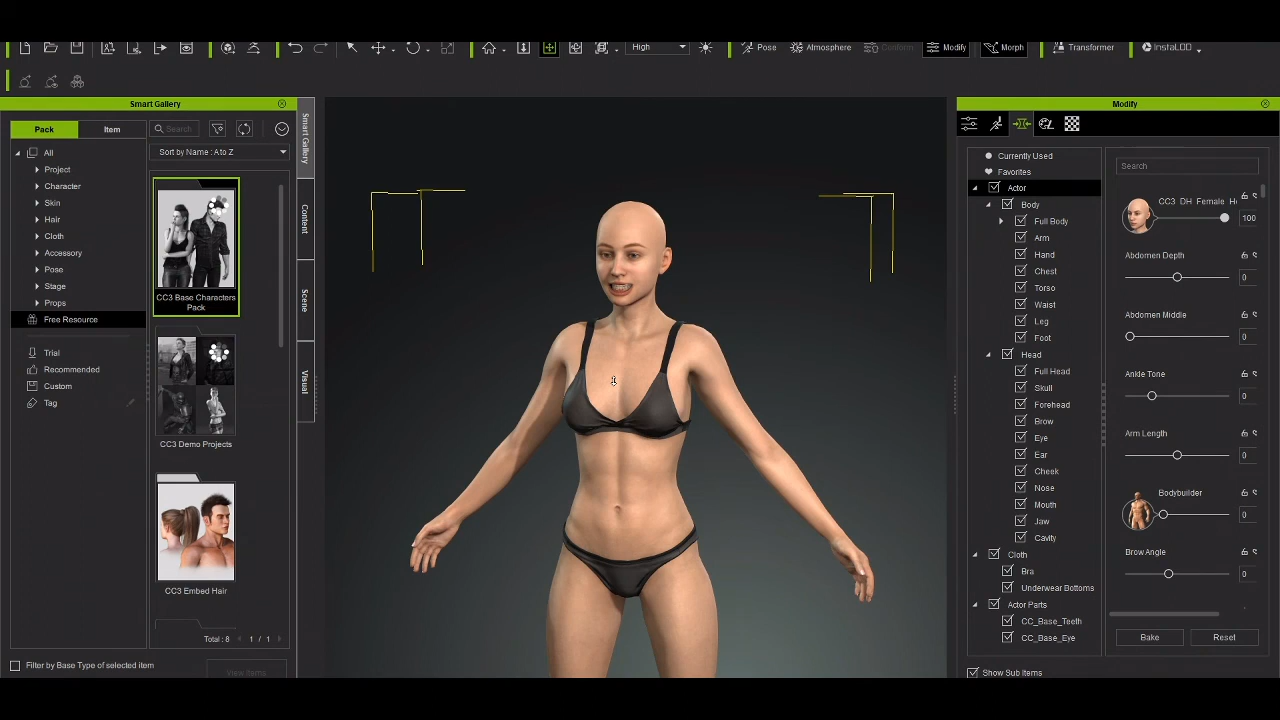 High
Pose
Atmosphere
Conform
Modify
Morph
Transformer
InstaLOD
Smart Gallery
Pack
Item
Search
Sort by Name : A to Z
All
Project
Character
Skin
Hair
Cloth
Accessory
Pose
Stage
Props
Free Resource
Trial
Recommended
Custom
Tag
CC3 Base Characters
Pack
CC3 Demo Projects
CC3 Embed Hair
Total : 8
1 / 1
Filter by Base Type of selected item
View Items
Smart Gallery
Content
Scene
Visual
Modify
Currently Used
Favorites
Actor
Body
Full Body
Arm
Hand
Chest
Torso
Waist
Leg
Foot
Head
Full Head
Skull
Forehead
Brow
Eye
Ear
Cheek
Nose
Mouth
Jaw
Cavity
Cloth
Bra
Underwear Bottoms
Actor Parts
CC_Base_Teeth
CC_Base_Eye
Show Sub Items
Search
CC3 DH Female
100
Abdomen Depth
0
Abdomen Middle
0
Ankle Tone
0
Arm Length
0
Bodybuilder
0
Brow Angle
0
Bake
Reset